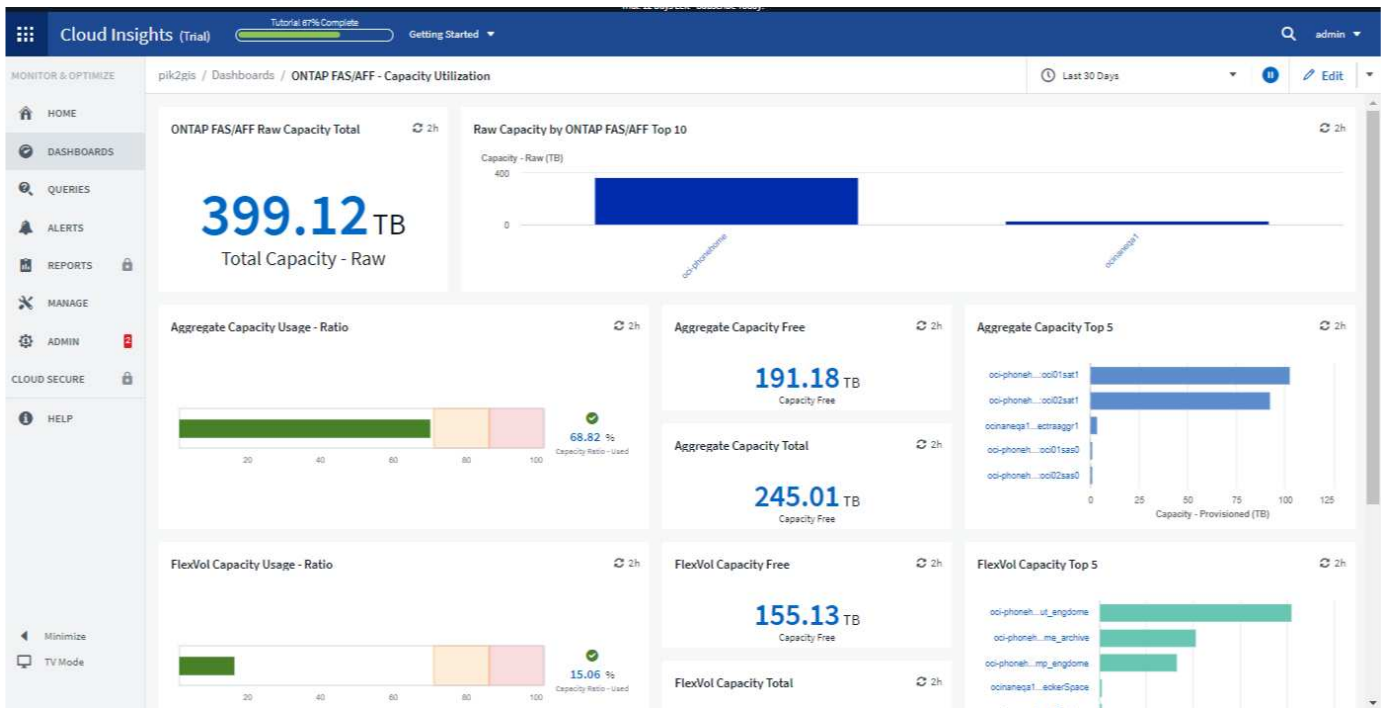 Trial: 12 Days Left - Subscribe Today!
Cloud Insights (Trial)
Tutorial 67% Complete
Getting Started
admin
MONITOR & OPTIMIZE
pik2gis / Dashboards / ONTAP FAS/AFF - Capacity Utilization
Last 30 Days
Edit
HOME
DASHBOARDS
QUERIES
ALERTS
REPORTS
MANAGE
ADMIN
2
CLOUD SECURE
HELP
Minimize
TV Mode
ONTAP FAS/AFF Raw Capacity Total
2h
399.12 TB
Total Capacity - Raw
Raw Capacity by ONTAP FAS/AFF Top 10
2h
Capacity - Raw (TB)
400
0
oci-phonehome
ocinaneqa1
Aggregate Capacity Usage - Ratio
2h
68.82 %
Capacity Ratio - Used
20 40 60 80 100
Aggregate Capacity Free
2h
191.18 TB
Capacity Free
Aggregate Capacity Total
2h
245.01 TB
Capacity Free
Aggregate Capacity Top 5
2h
oci-phoneh...:oci01sat1
oci-phoneh...:oci02sat1
ocinaneqa1...ectraaggr1
oci-phoneh...:oci01sas0
oci-phoneh...:oci02sas0
0 25 50 75 100 125
Capacity - Provisioned (TB)
FlexVol Capacity Usage - Ratio
2h
15.06 %
Capacity Ratio - Used
20 40 60 80 100
FlexVol Capacity Free
2h
155.13 TB
Capacity Free
FlexVol Capacity Total
2h
FlexVol Capacity Top 5
2h
oci-phoneh...ut_engdome
oci-phoneh...me_archive
oci-phoneh...mp_engdome
ocinaneqa1...eckerSpace